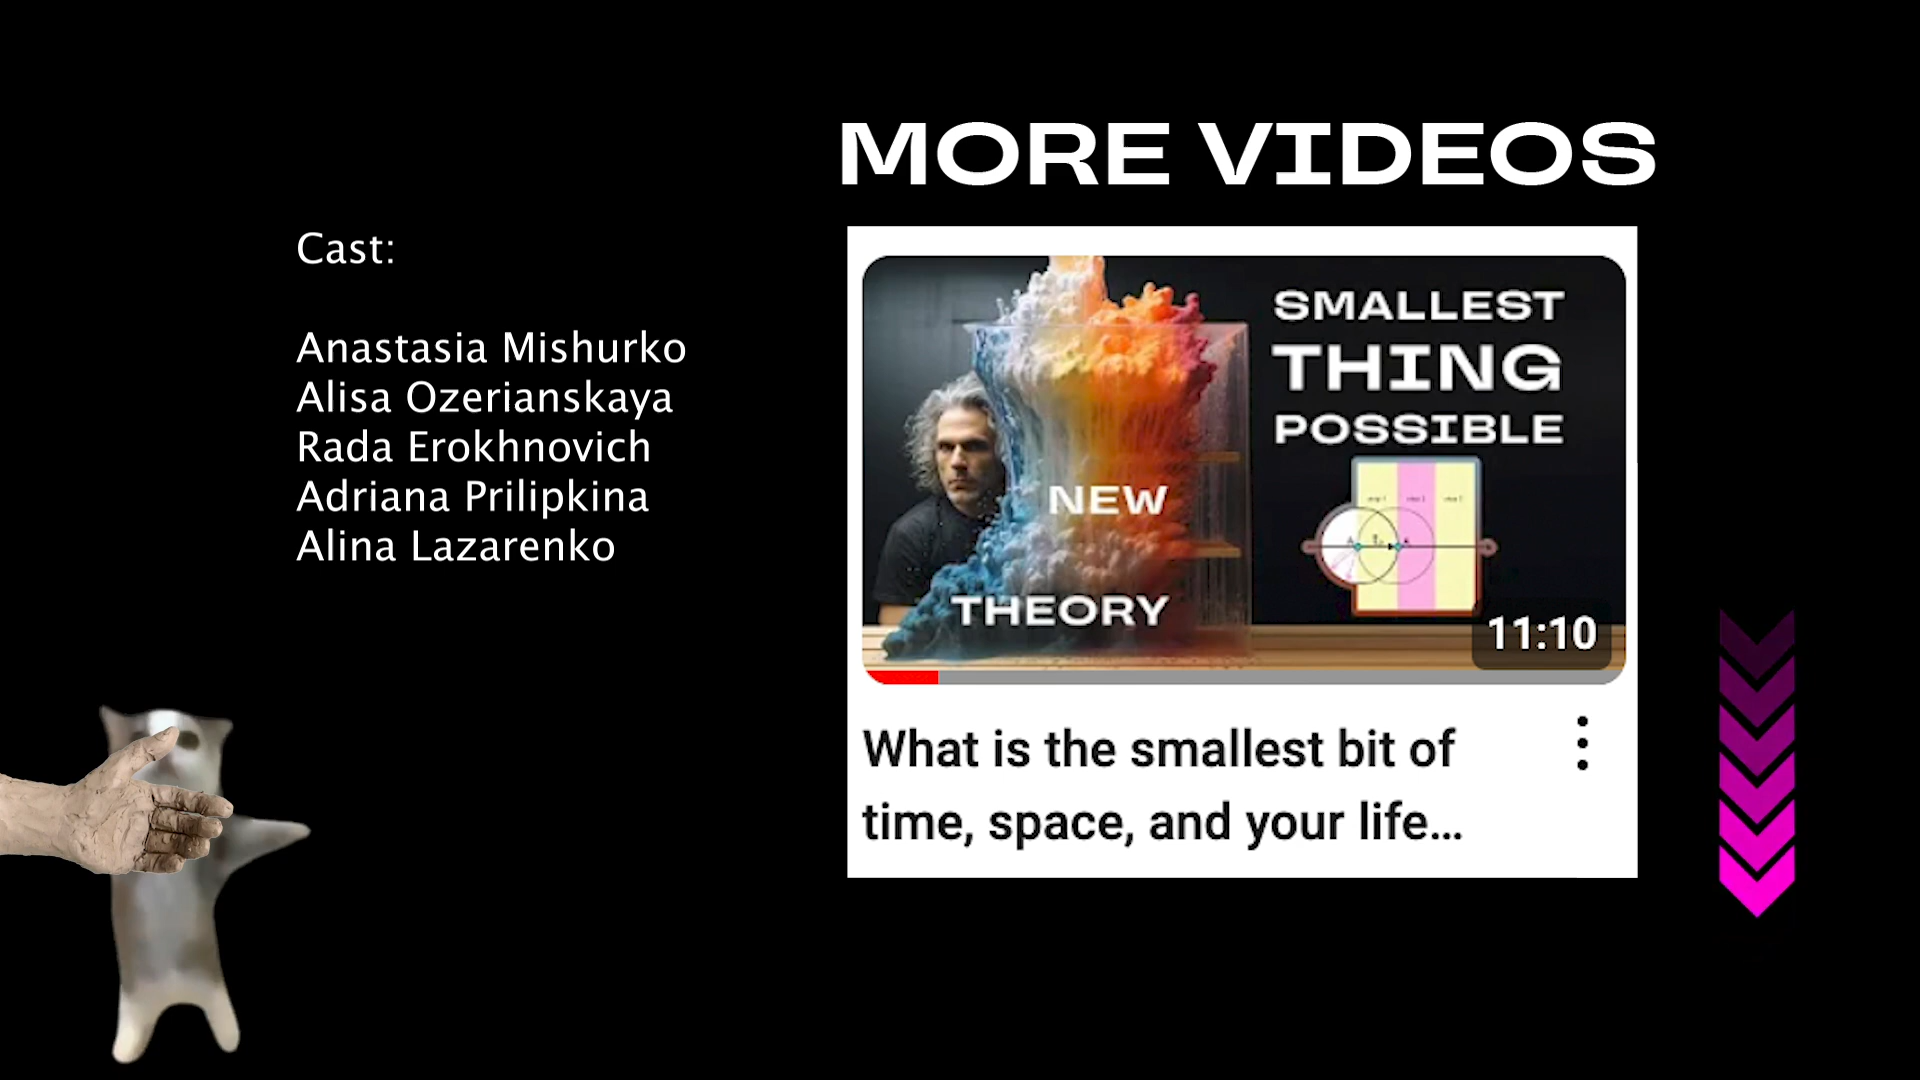 MORE VIDEOS
Cast:
Anastasia Mishurko
Alisa Ozerianskaya
Rada Erokhnovich
Adriana Prilipkina
Alina Lazarenko
SMALLEST
THING
POSSIBLE
NEW
THEORY
11:10
What is the smallest bit of
time, space, and your life...